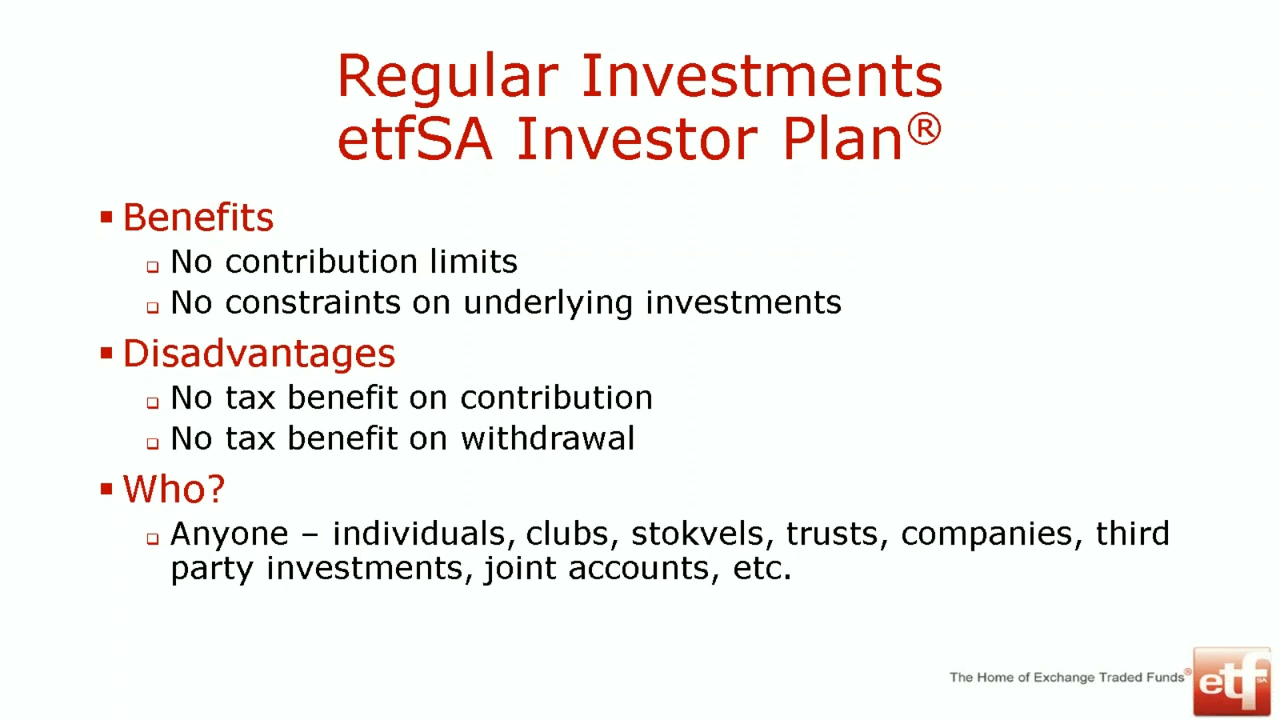 Regular Investments
etfSA Investor Plan®
Benefits
No contribution limits
No constraints on underlying investments
Disadvantages
No tax benefit on contribution
No tax benefit on withdrawal
Who?
Anyone – individuals, clubs, stokvels, trusts, companies, third
party investments, joint accounts, etc.
The Home of Exchange Traded Funds®
etf SA